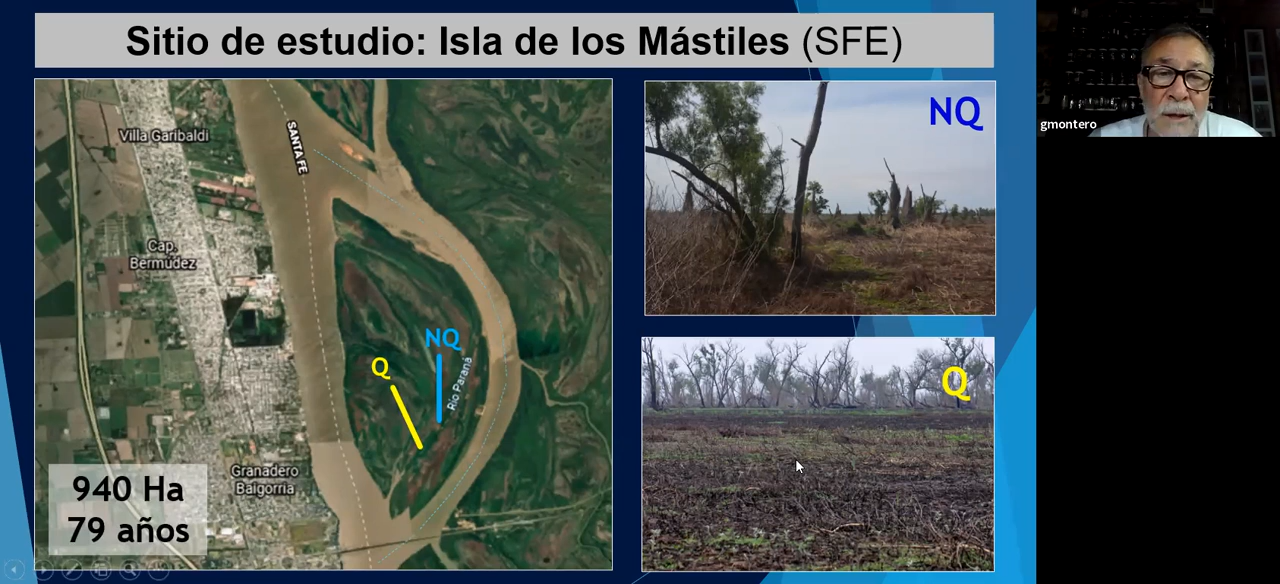 Sitio de estudio: Isla de los Mástiles (SFE)
Villa Garibaldi
SANTA FE
Cap.
Bermúdez
NQ
Q
Río Paraná
Granadero
Baigorria
940 Ha
79 años
NQ
Q
gmontero